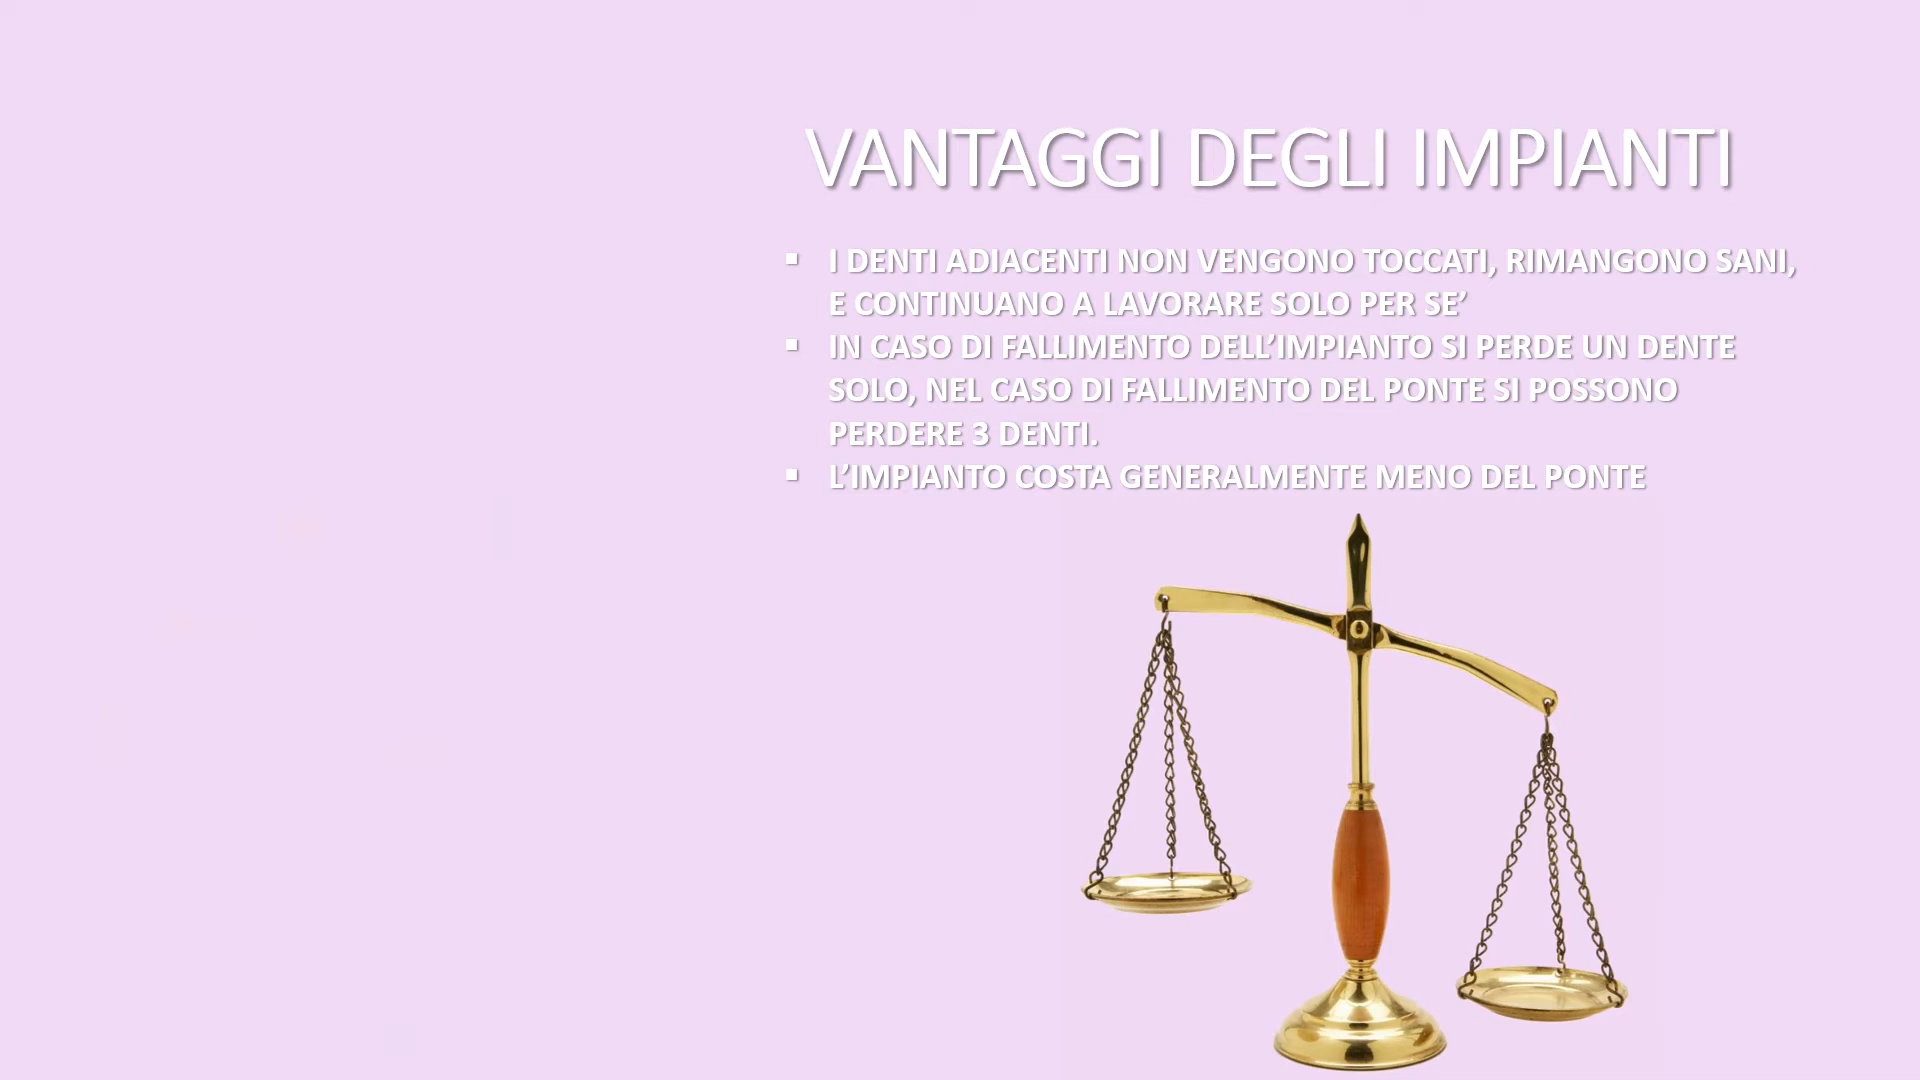 VANTAGGI DEGLI IMPIANTI
▪ I DENTI ADIACENTI NON VENGONO TOCCATI, RIMANGONO SANI,
E CONTINUANO A LAVORARE SOLO PER SE’
▪ IN CASO DI FALLIMENTO DELL’IMPIANTO SI PERDE UN DENTE
SOLO, NEL CASO DI FALLIMENTO DEL PONTE SI POSSONO
PERDERE 3 DENTI.
▪ L’IMPIANTO COSTA GENERALMENTE MENO DEL PONTE